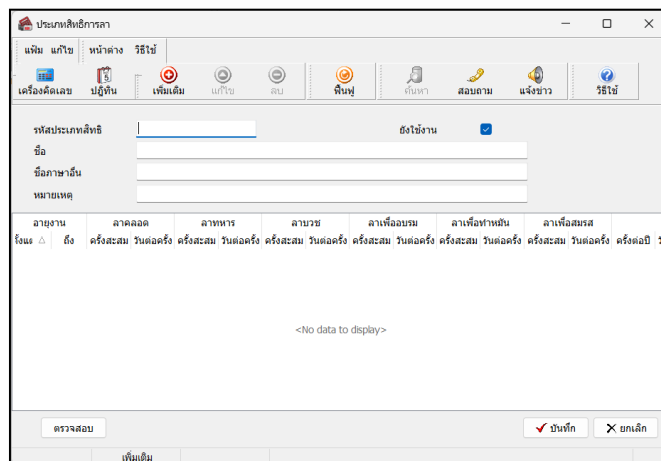 ประเภทสิทธิการลา
แฟ้ม แก้ไข หน้าต่าง วิธีใช้
เครื่องคิดเลข ปฏิทิน เพิ่มเติม แก้ไข ลบ ฟื้นฟู ค้นหา สอบถาม แจ้งข่าว วิธีใช้
รหัสประเภทสิทธิ ยังใช้งาน
ชื่อ
ชื่อภาษาอื่น
หมายเหตุ
อายุงาน ลาคลอด ลาทหาร ลาบวช ลาเพื่ออบรม ลาเพื่อทำหมัน ลาเพื่อสมรส
ถึง ครั้งสะสม วันต่อครั้ง ครั้งสะสม วันต่อครั้ง ครั้งสะสม วันต่อครั้ง ครั้งสะสม วันต่อครั้ง ครั้งสะสม วันต่อครั้ง ครั้งสะสม วันต่อครั้ง ครั้งต่อปี
<No data to display>
ตรวจสอบ บันทึก ยกเลิก
เพิ่มเติม